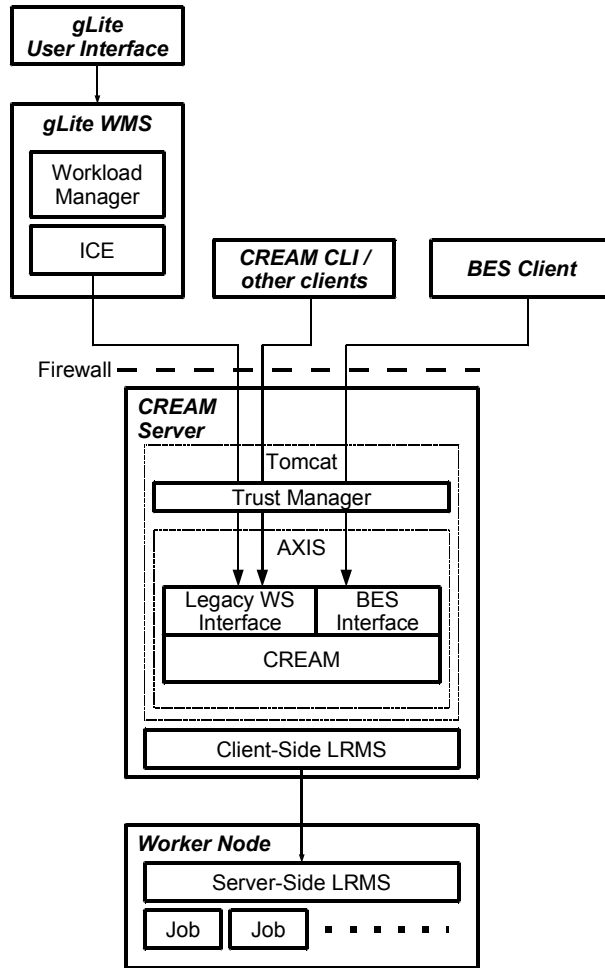 gLite
User Interface
gLite WMS
Workload
Manager
ICE
CREAM CLI /
other clients
BES Client
Firewall
CREAM
Server
Tomcat
Trust Manager
AXIS
Legacy WS
Interface
BES
Interface
CREAM
Client-Side LRMS
Worker Node
Server-Side LRMS
Job
Job